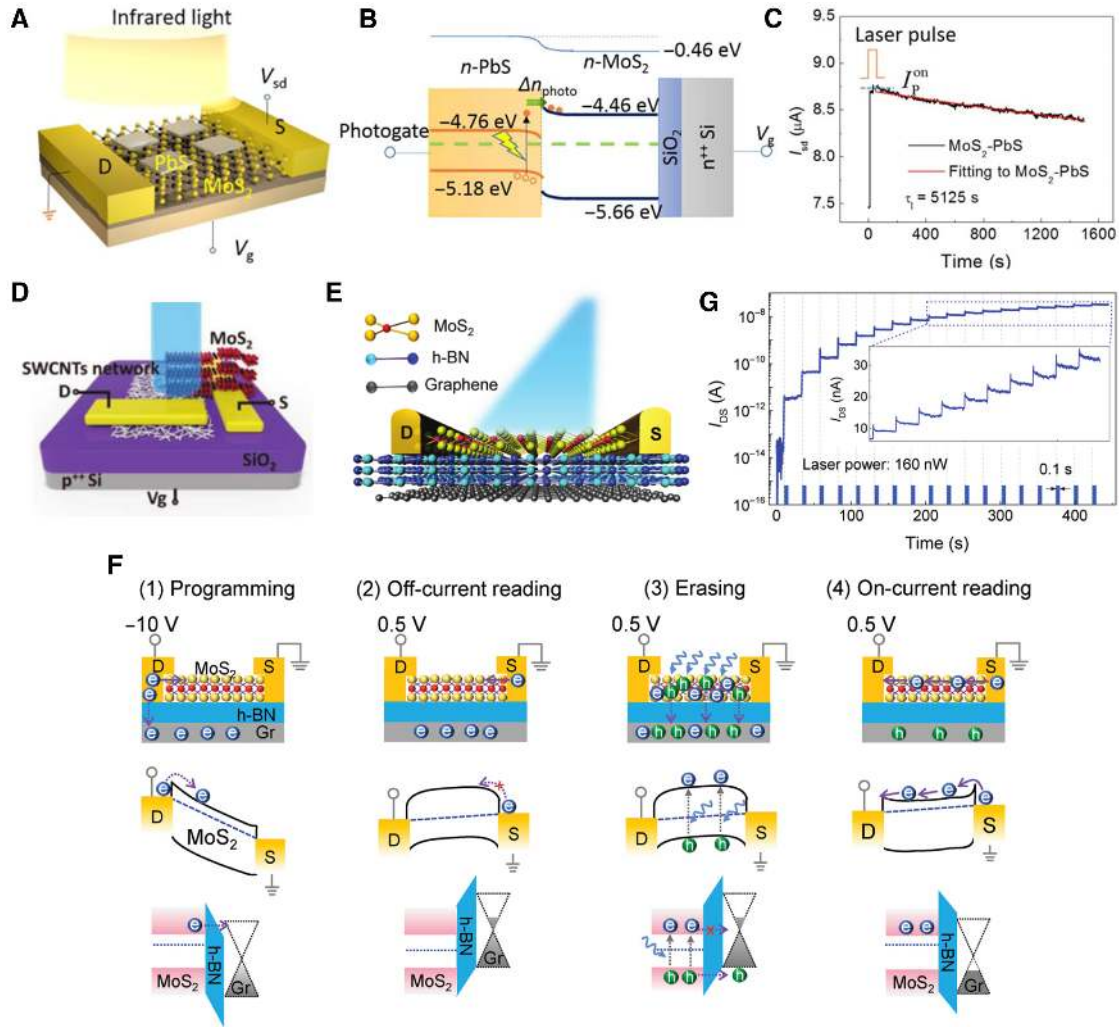 A
Infrared light
V_sd
S
D
PbS
MoS₂
V_g
B
−0.46 eV
n-PbS
n-MoS₂
Δn_photo
−4.46 eV
Photogate
−4.76 eV
−5.18 eV
−5.66 eV
SiO₂
n⁺⁺ Si
V_g
C
9.5
9.0
8.5
8.0
7.5
I_sd (μA)
Laser pulse
I_p^on
MoS₂-PbS
Fitting to MoS₂-PbS
τ₁ = 5125 s
0 400 800 1200 1600
Time (s)
D
MoS₂
SWCNTs network
D
S
SiO₂
p⁺⁺ Si
Vg
E
MoS₂
h-BN
Graphene
D
S
G
10⁻⁸
10⁻¹⁰
10⁻¹²
10⁻¹⁴
10⁻¹⁶
I_DS (A)
30
20
10
I_DS (nA)
Laser power: 160 nW
0.1 s
0 100 200 300 400
Time (s)
F
(1) Programming
(2) Off-current reading
(3) Erasing
(4) On-current reading
−10 V
0.5 V
0.5 V
0.5 V
D MoS₂ S
D S
D S
D S
e e
e
e e h h e h
e e e
h-BN
e e e e Gr
e e e e
e h h e h h e
h h h
e e
D
MoS₂
S
e
D
S
e e
h h
D
S
e e e e
D
S
e
h-BN
MoS₂
Gr
h-BN
Gr
e e
h h h
h-BN
e e
h-BN
MoS₂
Gr